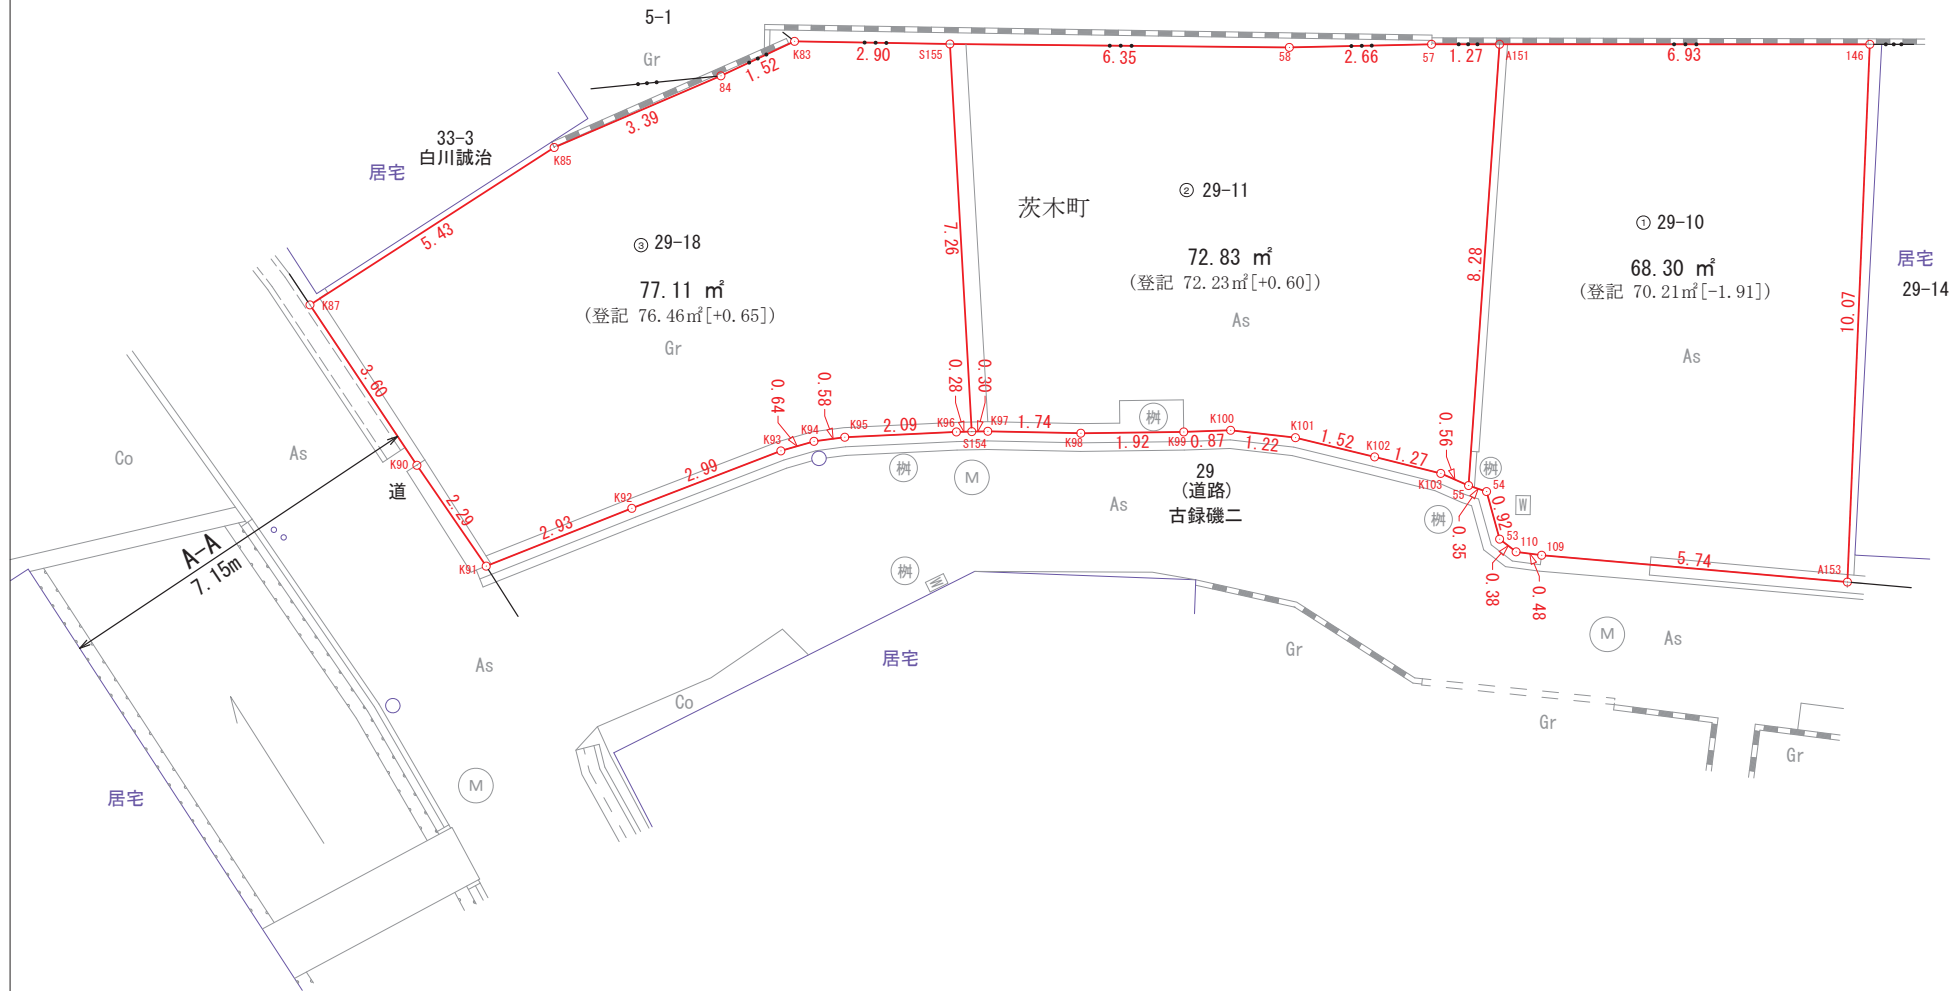 5-1
Gr
K83
2.90
S155
6.35
58
2.66
57
1.27
A151
6.93
146
1.52
84
3.39
K85
33-3
白川誠治
居宅
5.43
K87
③ 29-18
77.11 ㎡
(登記 76.46㎡[+0.65])
Gr
7.26
茨木町
② 29-11
72.83 ㎡
(登記 72.23㎡[+0.60])
As
8.28
① 29-10
68.30 ㎡
(登記 70.21㎡[-1.91])
As
10.07
居宅
29-14
3.60
K90
道
2.29
K91
2.93
K92
2.99
K93
0.64
K94
0.58
K95
2.09
K96
0.28
S154
0.30
K97
1.74
K98
1.92
桝
K99
0.87
K100
1.22
K101
1.52
K102
1.27
K103
0.56
55
0.35
桝
54
W
0.92
53
0.38
110
0.48
109
5.74
A153
Co
As
A-A
7.15m
桝
M
29
(道路)
古録磯二
As
桝
桝
W
居宅
As
Co
M
居宅
Gr
M
As
Gr
Gr